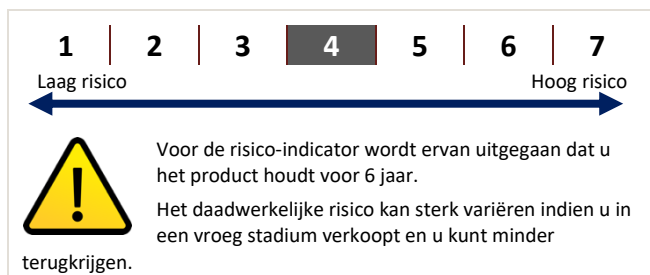 1 2 3 4 5 6 7
Laag risico Hoog risico
Voor de risico-indicator wordt ervan uitgegaan dat u
het product houdt voor 6 jaar.
Het daadwerkelijke risico kan sterk variëren indien u in
een vroeg stadium verkoopt en u kunt minder
terugkrijgen.